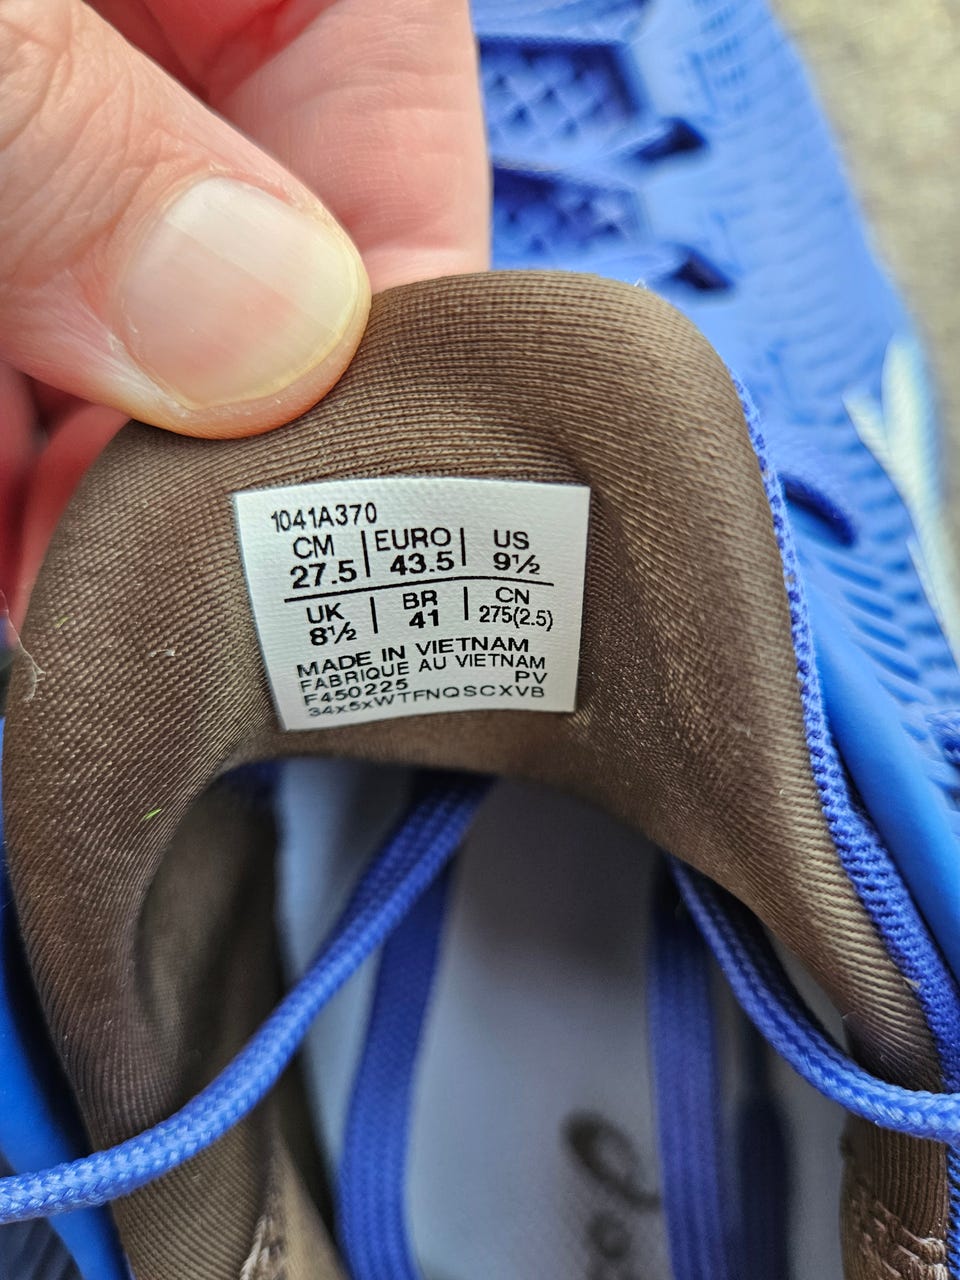 1041A370
CM | EURO | US
27.5 | 43.5 | 9½
UK | BR | CN
8½ | 41 | 275(2.5)
MADE IN VIETNAM
FABRIQUE AU VIETNAM
F450225 PV
34x5xWTFNQSCXVB